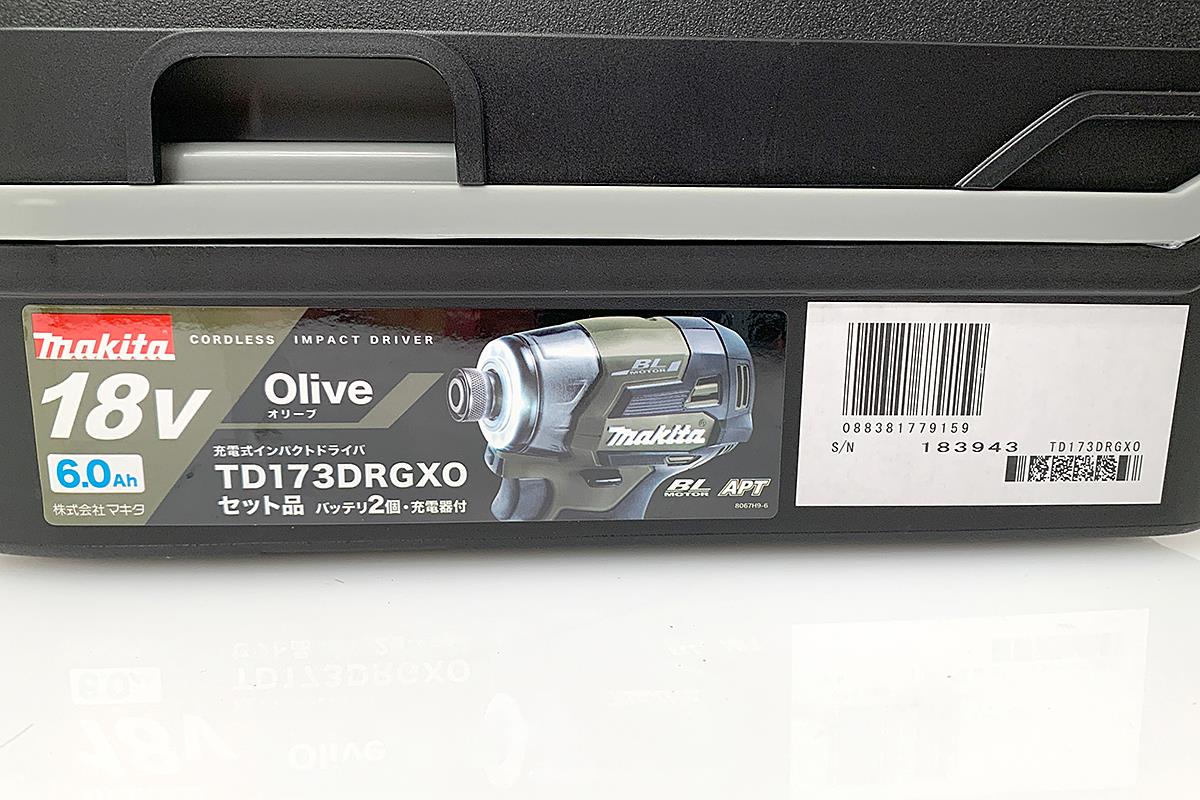 makita
CORDLESS IMPACT DRIVER
18V
Olive
オリーブ
6.0Ah
充電式インパクトドライバ
TD173DRGXO
セット品 バッテリ2個・充電器付
株式会社マキタ
BL
MOTOR
makita®
BL
MOTOR
APT
8067H9-6
088381779159
S/N 183943 TD173DRGXO